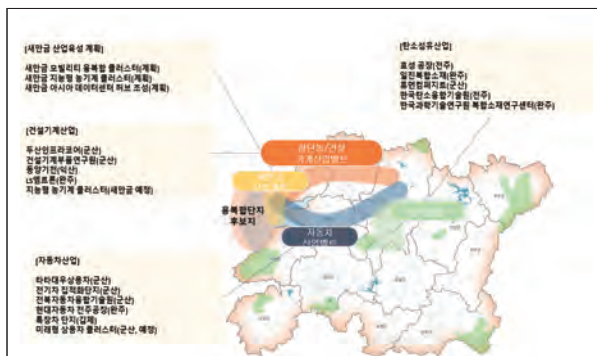 [새만금 산업육성 계획]
새만금 모빌리티 융복합 클러스터(계획)
새만금 지능형 농기계 클러스터(계획)
새만금 아시아 데이터센터 허브 조성(계획)
[탄소섬유산업]
효성 공장(전주)
일진복합소재(완주)
휴먼컴퍼지트(군산)
한국탄소융합기술원(전주)
한국과학기술연구원 복합소재연구센터(완주)
[건설기계산업]
두산인프라코어(군산)
건설기계부품연구원(군산)
동양기전(익산)
LS엠트론(완주)
지능형 농기계 클러스터(새만금 예정)
첨단농/건설
기계산업벨트
융복합단지
후보지
자동차
산업벨트
[자동차산업]
타타대우상용차(군산)
전기차 집적화단지(군산)
전북자동차융합기술원(군산)
현대자동차 전주공장(완주)
특장차 단지(김제)
미래형 상용차 클러스터(군산, 예정)